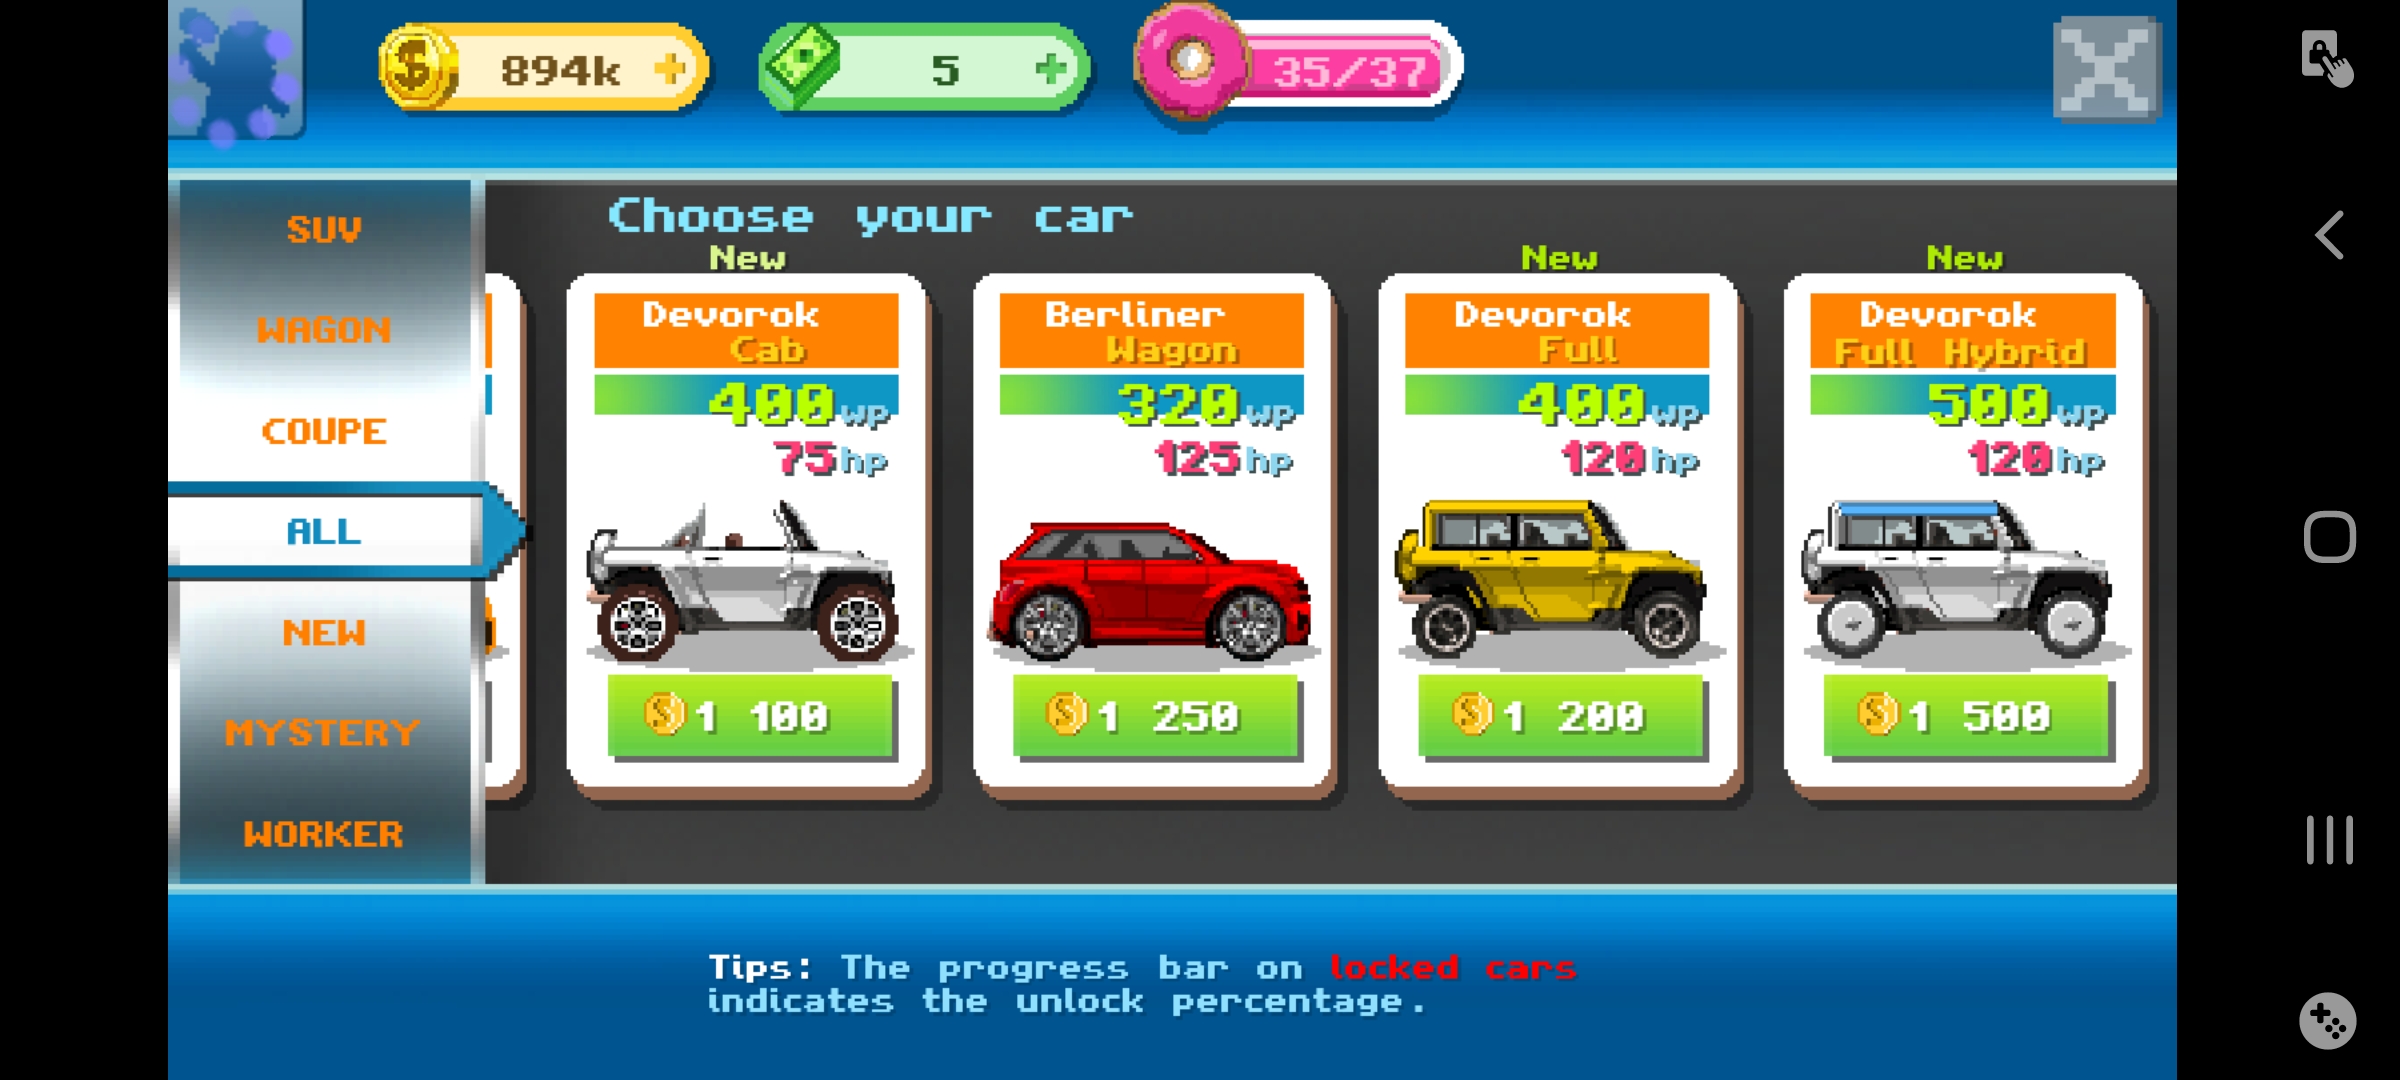 894k
5
35/37
SUV
WAGON
COUPE
ALL
NEW
MYSTERY
WORKER
Choose your car
New
Devorok
Cab
400wp
75hp
1 100
Berliner
Wagon
320wp
125hp
1 250
New
Devorok
Full
400wp
120hp
1 200
New
Devorok
Full Hybrid
500wp
120hp
1 500
Tips: The progress bar on locked cars
indicates the unlock percentage.